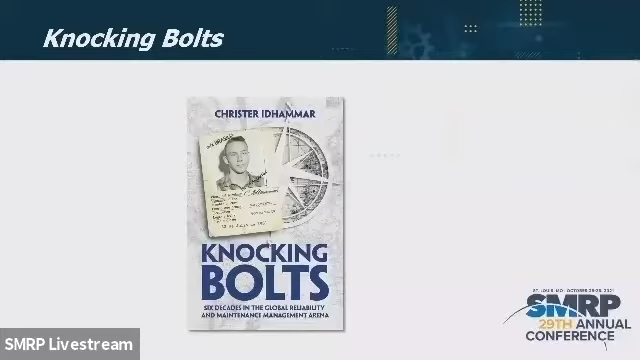 Knocking Bolts
CHRISTER IDHAMMAR
KNOCKING
BOLTS
SIX DECADES IN THE GLOBAL RELIABILITY
AND MAINTENANCE MANAGEMENT ARENA
SMRP
29TH ANNUAL
CONFERENCE
SMRP Livestream